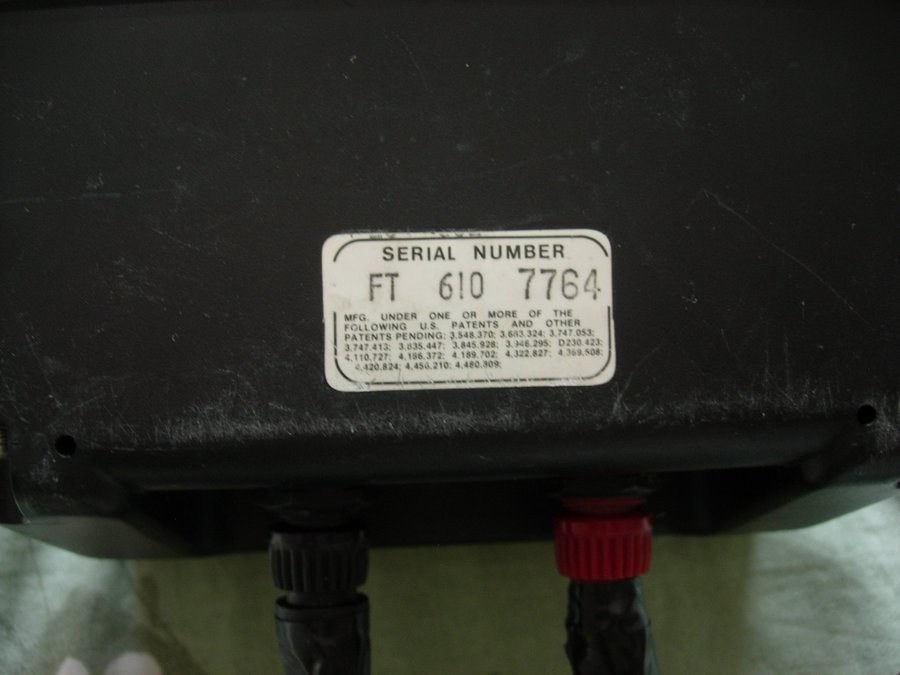 SERIAL NUMBER
FT 610 7764
MFG. UNDER ONE OR MORE OF THE
FOLLOWING U.S. PATENTS AND OTHER
PATENTS PENDING: 3,548,370; 3,683,324; 3,747,053;
3,747,413; 3,835,447; 3,845,928; 3,946,295; D230,423;
4,110,727; 4,186,372; 4,189,702; 4,322,827; 4,369,508;
4,420,824; 4,456,210; 4,480,809;